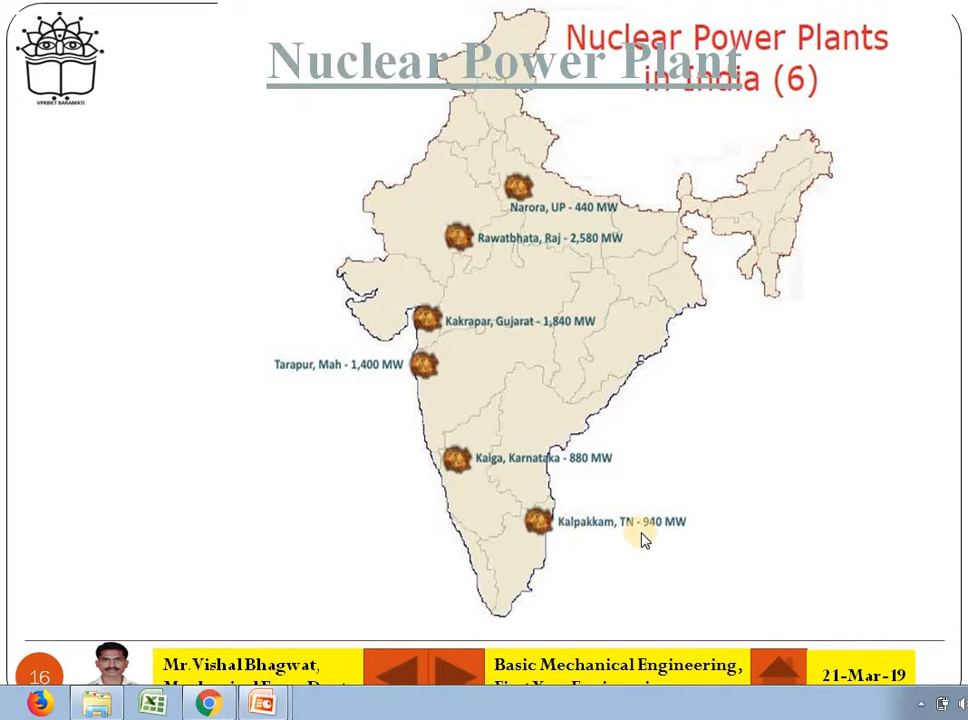 VPKBIET BARAMATI
Nuclear Power Plant
Nuclear Power Plants
in India (6)
Narora, UP - 440 MW
Rawatbhata, Raj - 2,580 MW
Kakrapar, Gujarat - 1,840 MW
Tarapur, Mah - 1,400 MW
Kaiga, Karnataka - 880 MW
Kalpakkam, TN - 940 MW
16
Mr. Vishal Bhagwat,
Basic Mechanical Engineering,
21-Mar-19